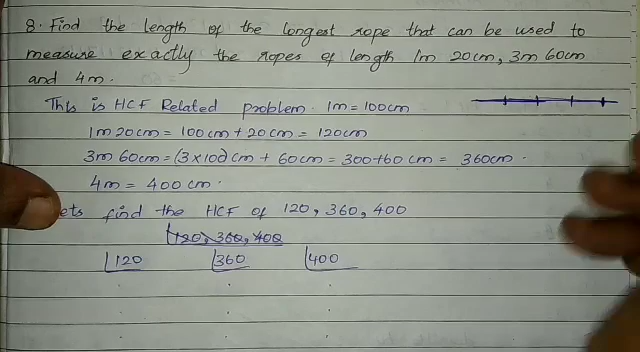 8. Find the length of the longest rope that can be used to
measure exactly the ropes of length 1m 20cm, 3m 60cm
and 4m.
This is HCF Related problem. 1m = 100cm
1m 20cm = 100cm + 20cm = 120cm
3m 60cm = (3×100)cm + 60cm = 300+60 cm = 360cm.
4m = 400 cm.
ets find the HCF of 120, 360, 400
120, 360, 400
120 360 400